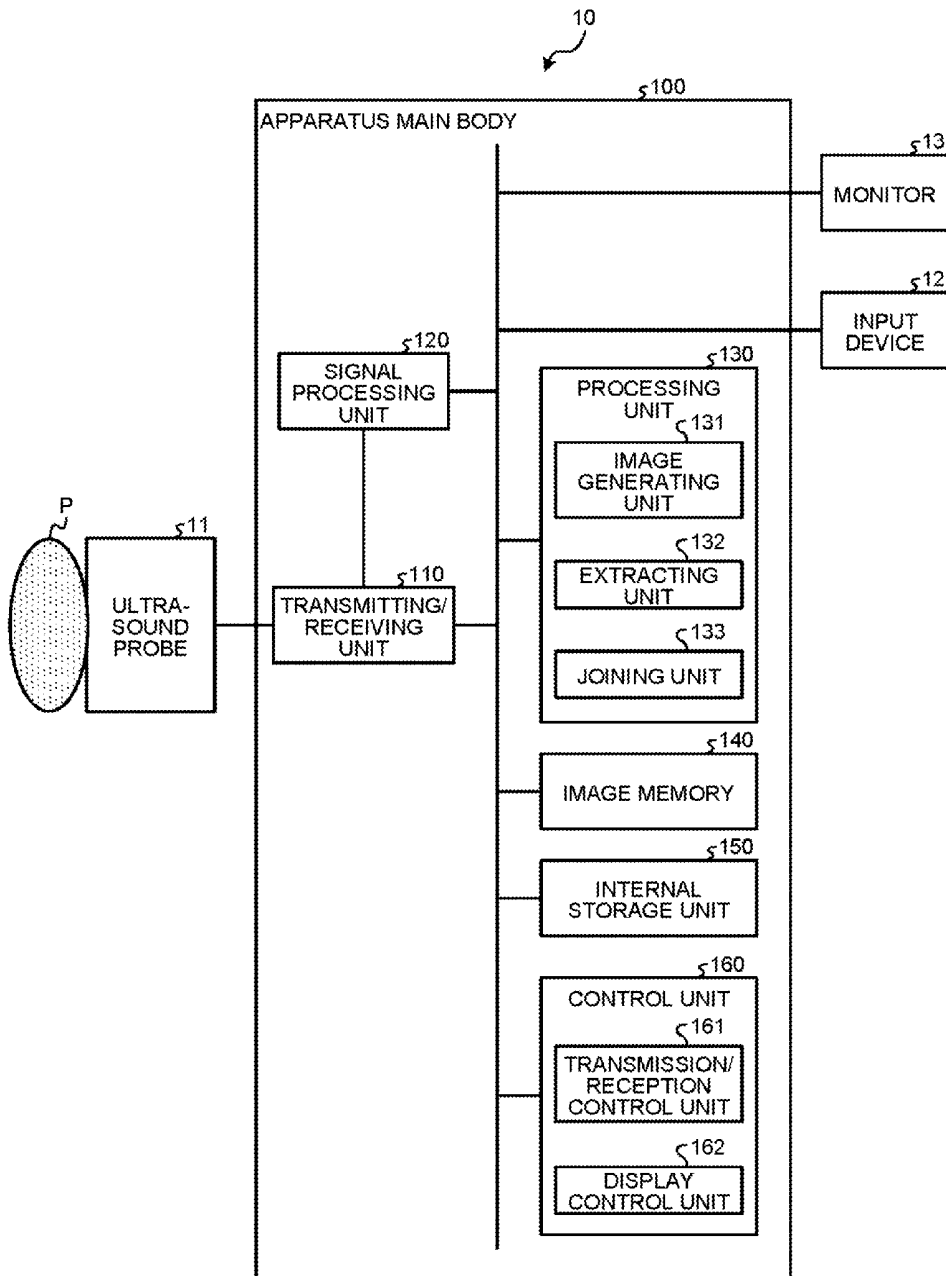 10
100
APPARATUS MAIN BODY
13
MONITOR
12
INPUT
DEVICE
120
SIGNAL
PROCESSING
UNIT
130
PROCESSING
UNIT
131
IMAGE
GENERATING
UNIT
132
EXTRACTING
UNIT
133
JOINING UNIT
P
11
ULTRA-
SOUND
PROBE
110
TRANSMITTING/
RECEIVING
UNIT
140
IMAGE MEMORY
150
INTERNAL
STORAGE UNIT
160
CONTROL UNIT
161
TRANSMISSION/
RECEPTION
CONTROL UNIT
162
DISPLAY
CONTROL UNIT